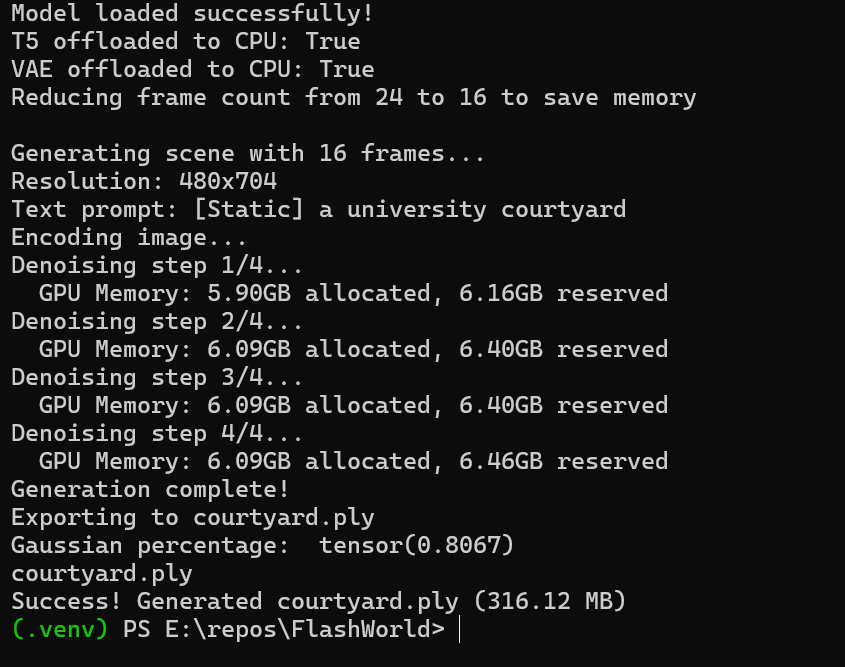 Model loaded successfully!
T5 offloaded to CPU: True
VAE offloaded to CPU: True
Reducing frame count from 24 to 16 to save memory
Generating scene with 16 frames...
Resolution: 480x704
Text prompt: [Static] a university courtyard
Encoding image...
Denoising step 1/4...
  GPU Memory: 5.90GB allocated, 6.16GB reserved
Denoising step 2/4...
  GPU Memory: 6.09GB allocated, 6.40GB reserved
Denoising step 3/4...
  GPU Memory: 6.09GB allocated, 6.40GB reserved
Denoising step 4/4...
  GPU Memory: 6.09GB allocated, 6.46GB reserved
Generation complete!
Exporting to courtyard.ply
Gaussian percentage:  tensor(0.8067)
courtyard.ply
Success! Generated courtyard.ply (316.12 MB)
(.venv) PS E:\repos\FlashWorld>